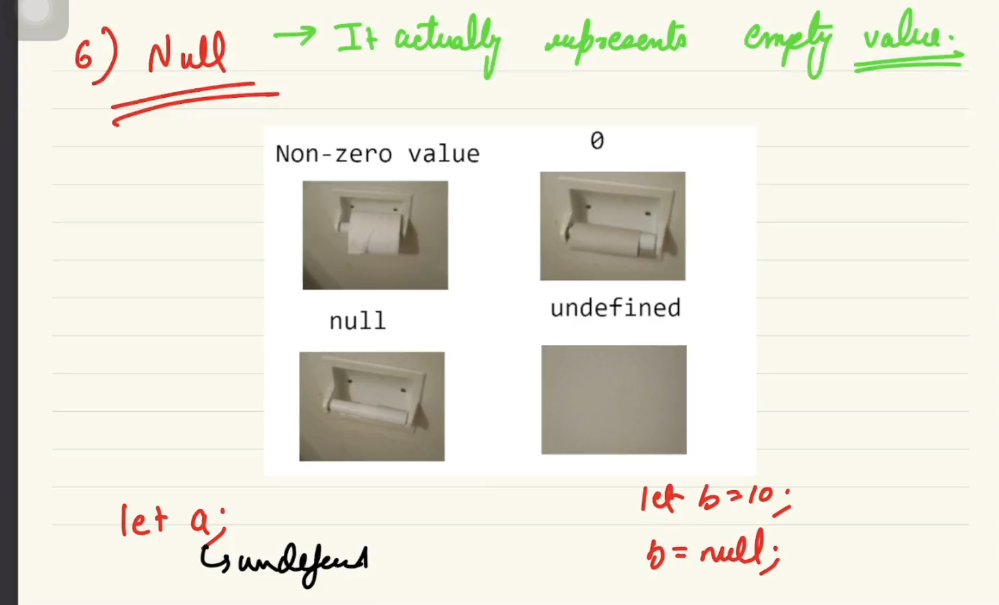 6) Null → It actually represents empty value.
Non-zero value
0
null
undefined
let a;
↳ undefined
let b=10;
b = null;